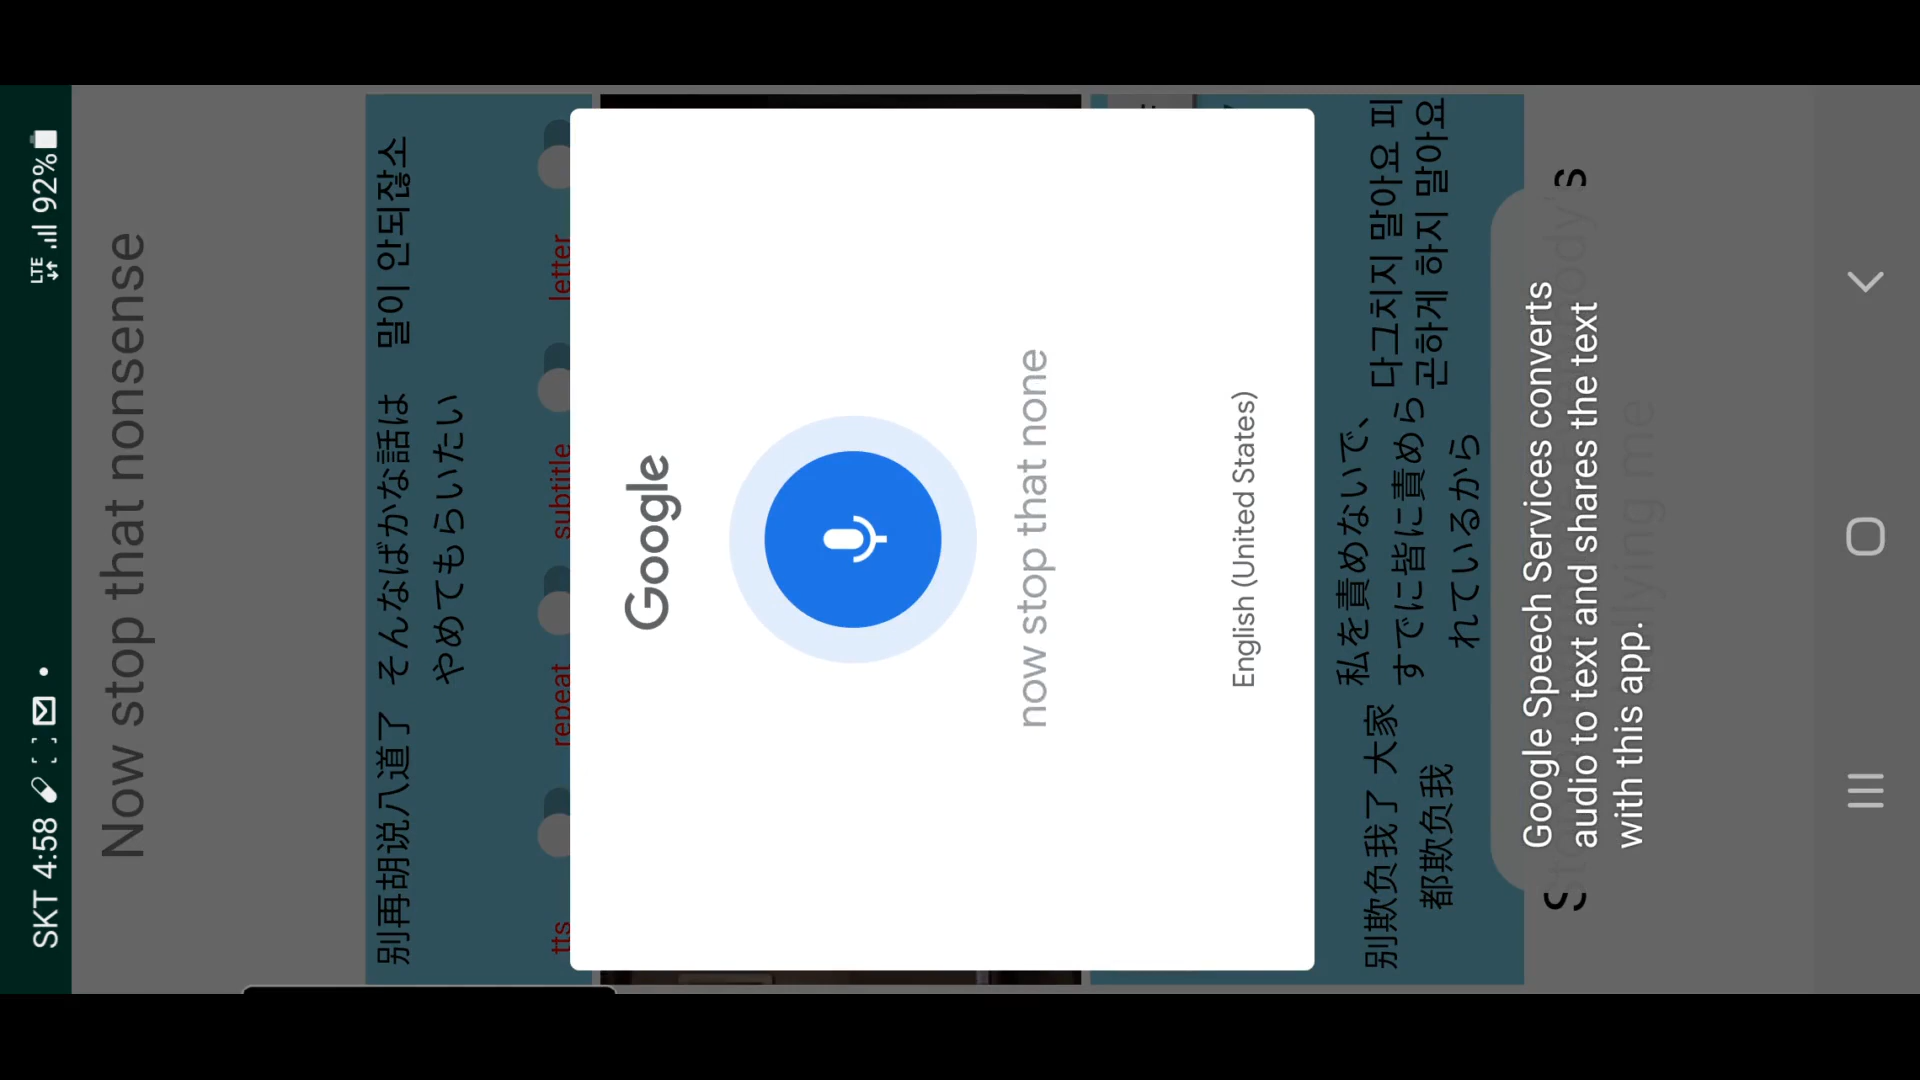 SKT 4:58
LTE
92%
Now stop that nonsense
别再胡说八道了
そんなばかな話は
やめてもらいたい
말이 안되잖소
tts
repeat
subtitle
letter
Google
now stop that none
English (United States)
别欺负我了 大家
都欺负我
私を責めないで、
すでに皆に責めら
れているから
다그치지 말아요 피
곤하게 하지 말아요
Google Speech Services converts
audio to text and shares the text
with this app.